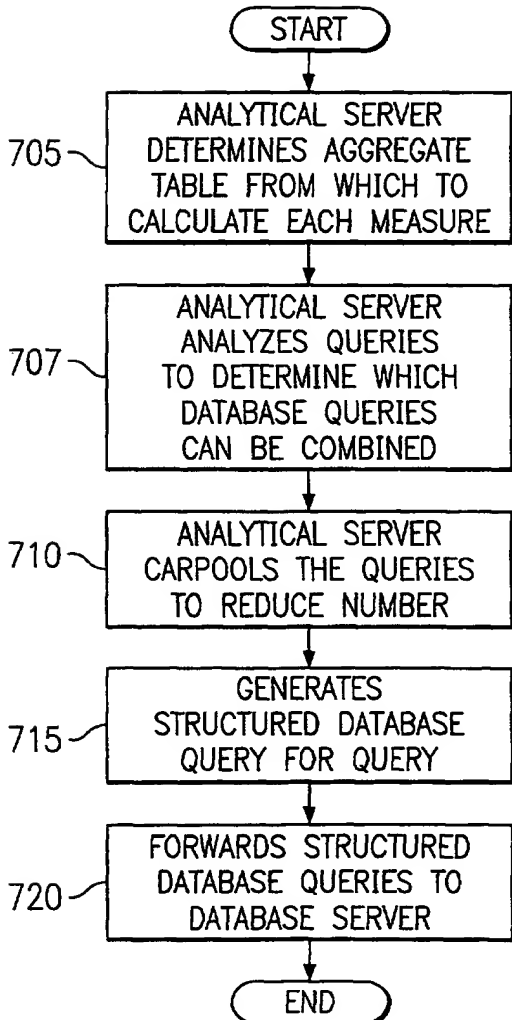 START
705
ANALYTICAL SERVER
DETERMINES AGGREGATE
TABLE FROM WHICH TO
CALCULATE EACH MEASURE
707
ANALYTICAL SERVER
ANALYZES QUERIES
TO DETERMINE WHICH
DATABASE QUERIES
CAN BE COMBINED
710
ANALYTICAL SERVER
CARPOOLS THE QUERIES
TO REDUCE NUMBER
715
GENERATES
STRUCTURED DATABASE
QUERY FOR QUERY
720
FORWARDS STRUCTURED
DATABASE QUERIES TO
DATABASE SERVER
END